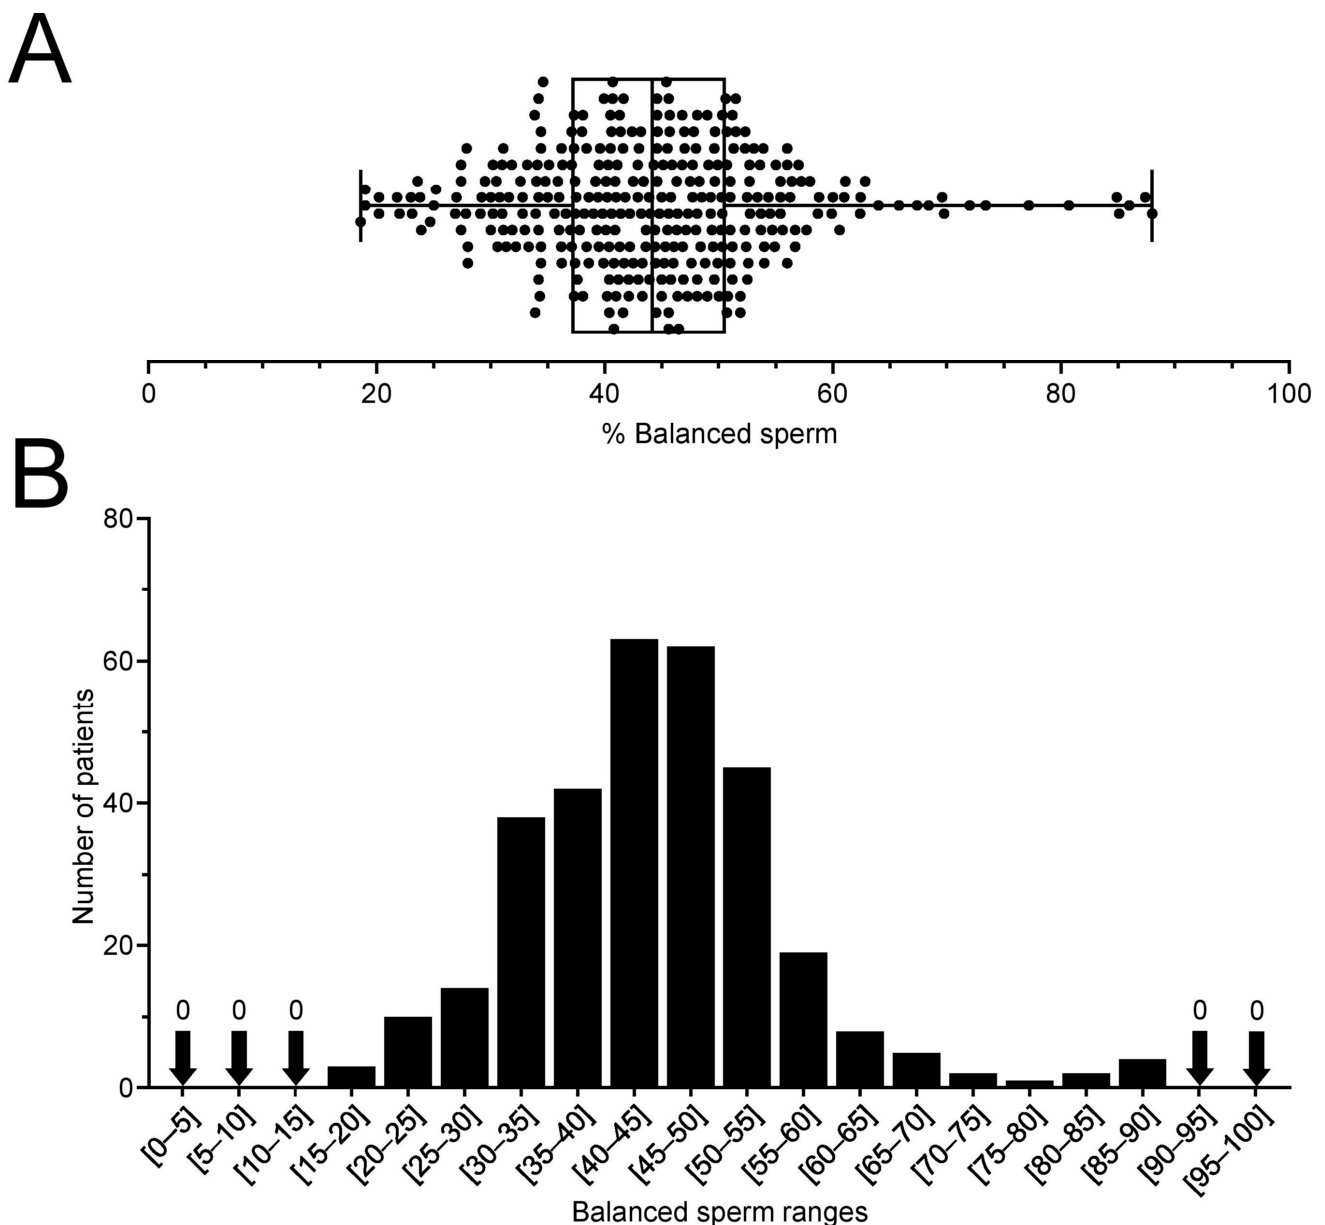 A
0 20 40 60 80 100
% Balanced sperm
B
80
60
40
20
0
Number of patients
0 0 0 0 0
[0–5] [5–10] [10–15] [15–20] [20–25] [25–30] [30–35] [35–40] [40–45] [45–50] [50–55] [55–60] [60–65] [65–70] [70–75] [75–80] [80–85] [85–90] [90–95] [95–100]
Balanced sperm ranges